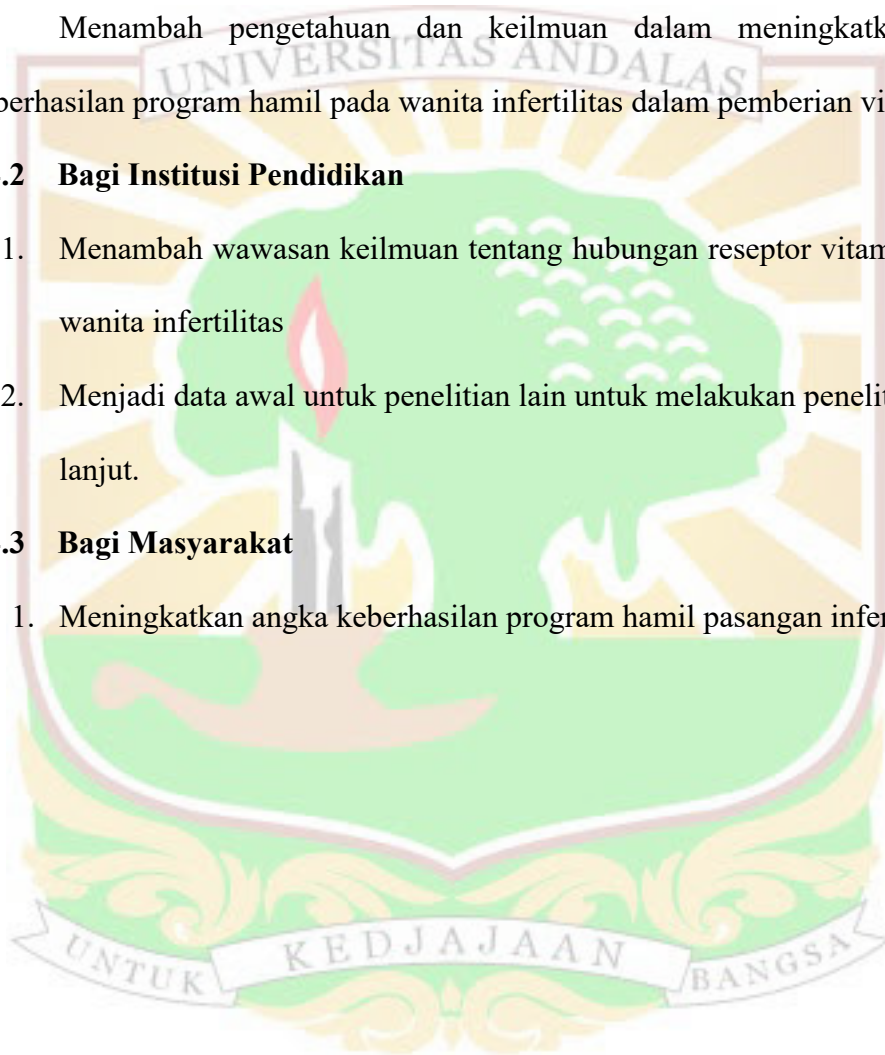 Menambah pengetahuan dan keilmuan dalam meningkatk
berhasilan program hamil pada wanita infertilitas dalam pemberian vi
.2 Bagi Institusi Pendidikan
1. Menambah wawasan keilmuan tentang hubungan reseptor vitam
wanita infertilitas
2. Menjadi data awal untuk penelitian lain untuk melakukan penelit
lanjut.
.3 Bagi Masyarakat
1. Meningkatkan angka keberhasilan program hamil pasangan infer
UNIVERSITAS ANDALAS
UNTUK KEDJAJAAN BANGSA